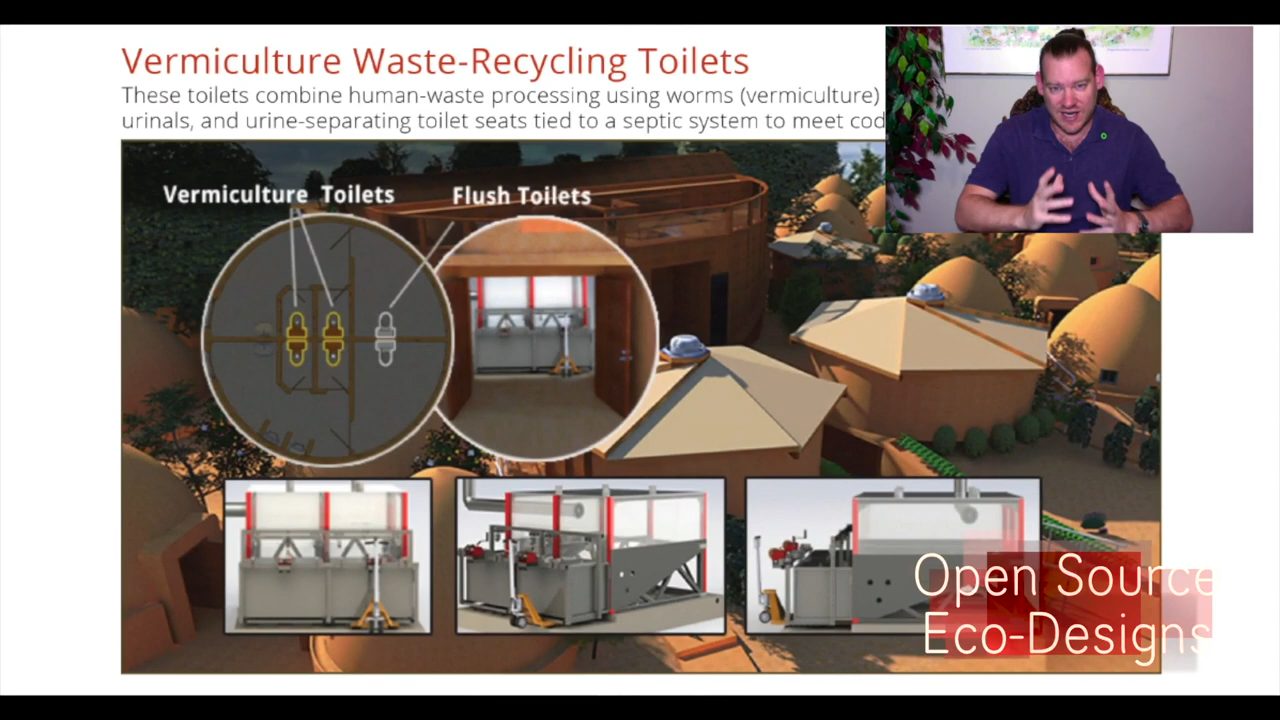 Vermiculture Waste-Recycling Toilets
These toilets combine human-waste processing using worms (vermiculture)
urinals, and urine-separating toilet seats tied to a septic system to meet cod
Vermiculture Toilets
Flush Toilets
Open Source
Eco-Designs